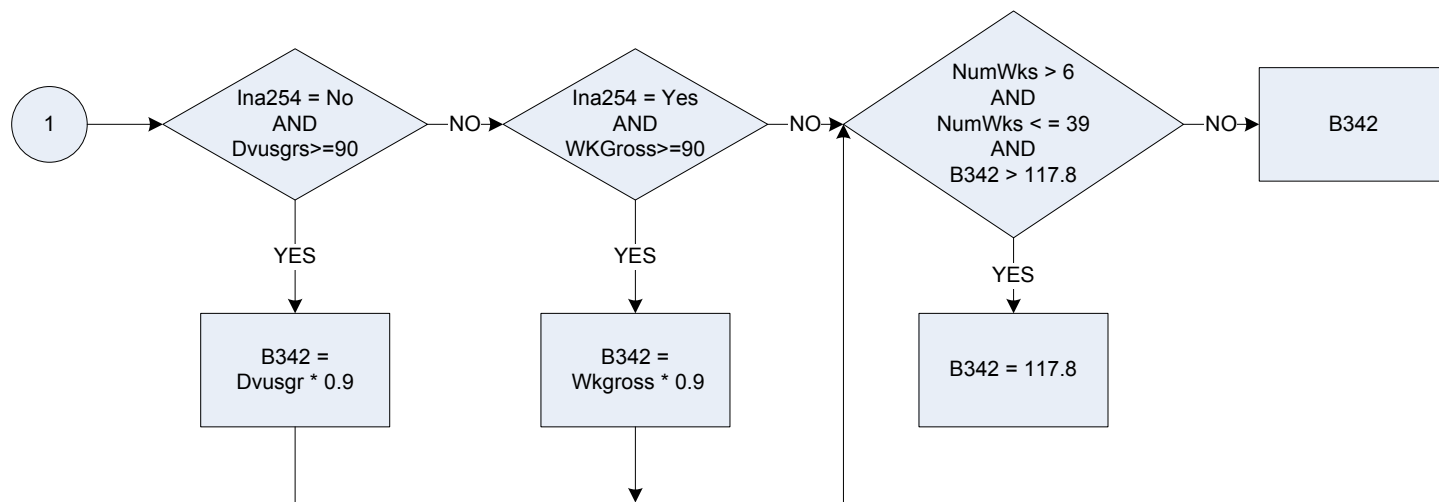 1
Ina254 = No
AND
Dvusgrs>=90
NO
Ina254 = Yes
AND
WKGross>=90
NO
NumWks > 6
AND
NumWks < = 39
AND
B342 > 117.8
NO
B342
YES
YES
YES
B342 =
Dvusgr * 0.9
B342 =
Wkgross * 0.9
B342 = 117.8